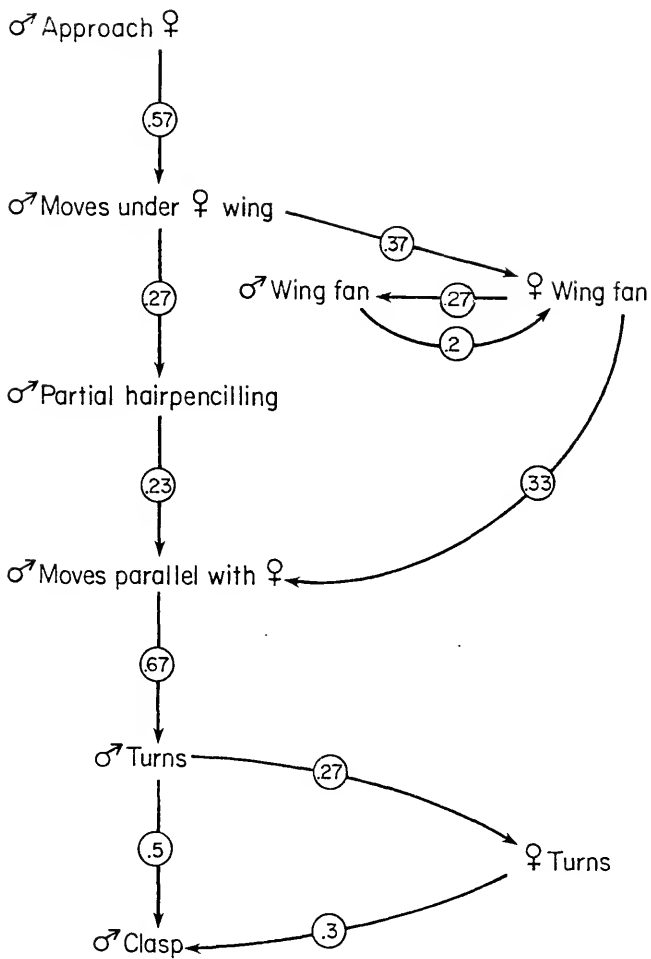 ♂ Approach ♀
.57
♂ Moves under ♀ wing
.37
♂ Wing fan
.27
♀ Wing fan
.27
.2
♂ Partial hairpencilling
.23
.33
♂ Moves parallel with ♀
.67
♂ Turns
.27
.5
♀ Turns
.3
♂ Clasp